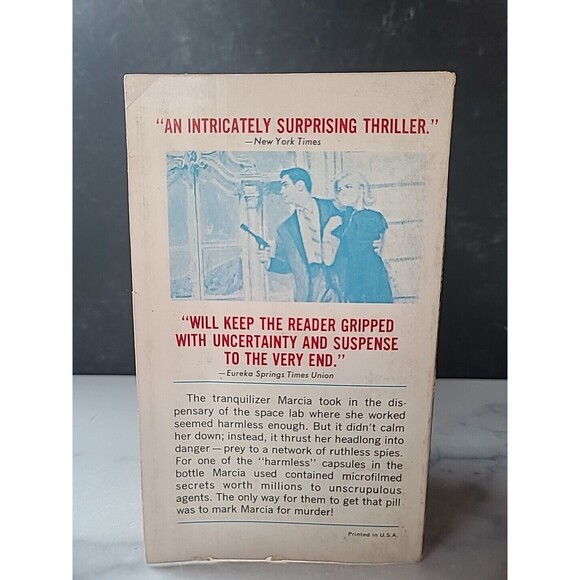 "AN INTRICATELY SURPRISING THRILLER."
—New York Times
"WILL KEEP THE READER GRIPPED
WITH UNCERTAINTY AND SUSPENSE
TO THE VERY END."
—Eureka Springs Times Union
The tranquilizer Marcia took in the dis-
pensary of the space lab where she worked
seemed harmless enough. But it didn't calm
her down; instead, it thrust her headlong into
danger—prey to a network of ruthless spies.
For one of the "harmless" capsules in the
bottle Marcia used contained microfilmed
secrets worth millions to unscrupulous
agents. The only way for them to get that pill
was to mark Marcia for murder!
Printed in U.S.A.